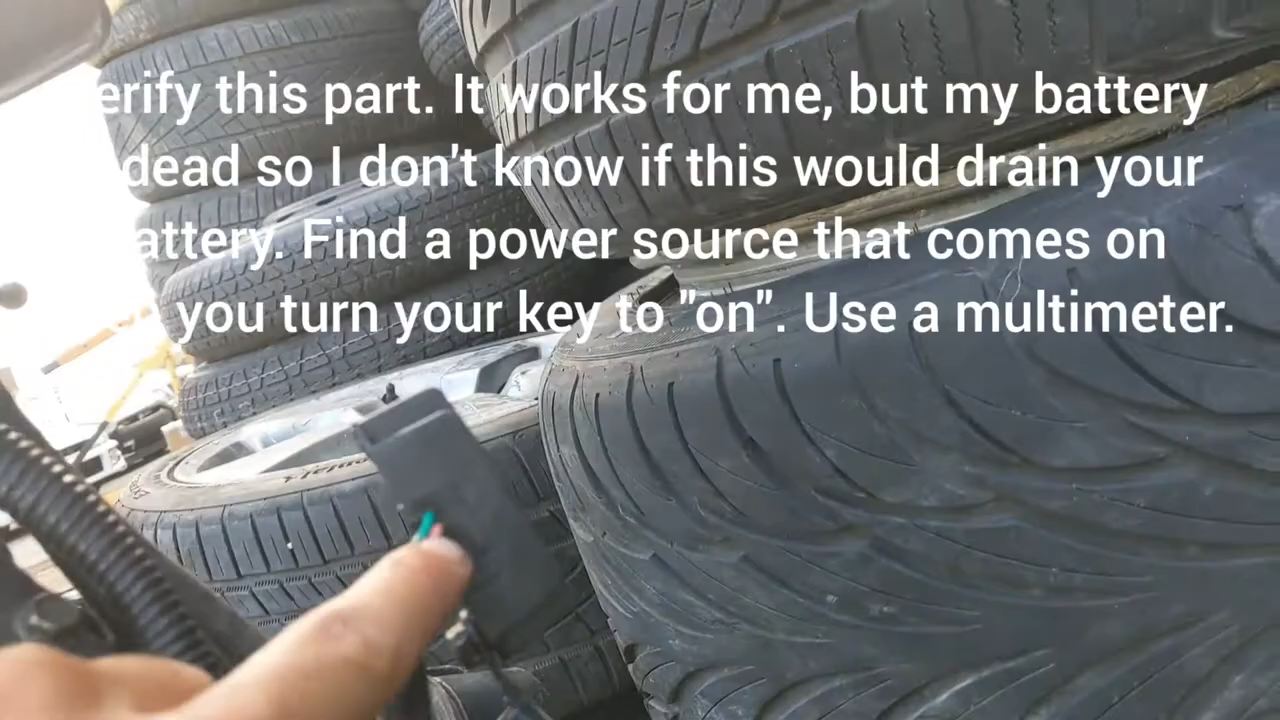 erify this part. It works for me, but my battery
dead so I don't know if this would drain your
attery. Find a power source that comes on
you turn your key to "on". Use a multimeter.